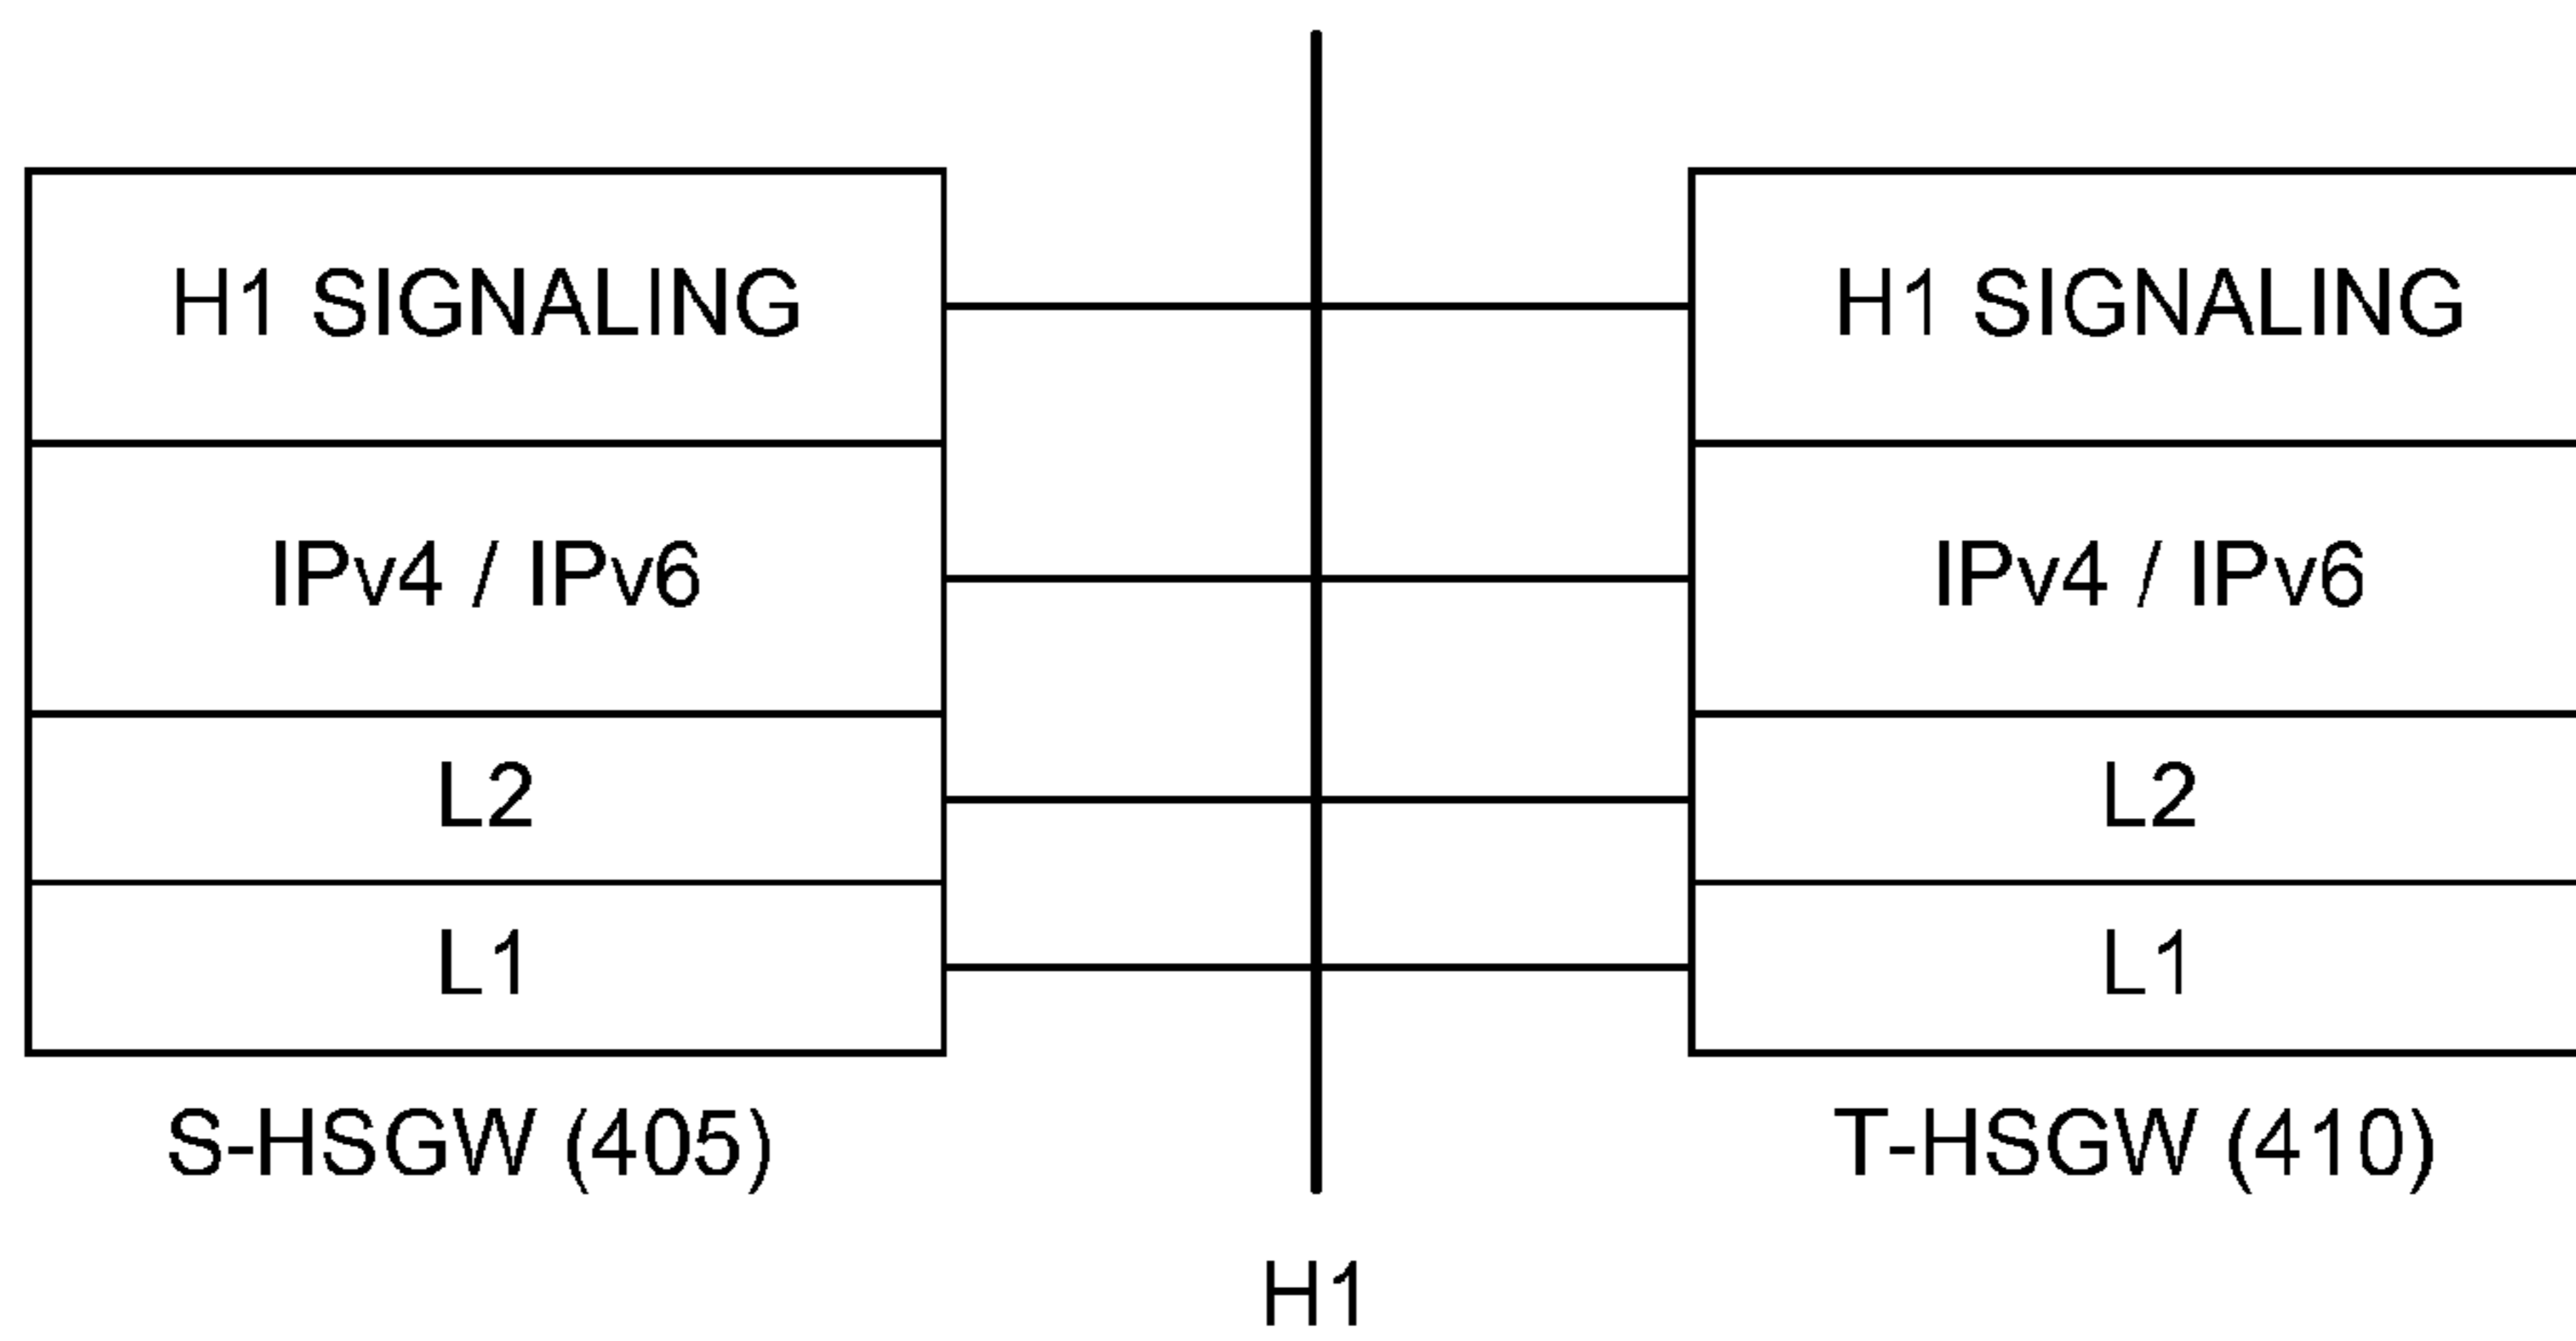 H1 SIGNALING
IPv4 / IPv6
L2
L1
S-HSGW (405)
H1 SIGNALING
IPv4 / IPv6
L2
L1
T-HSGW (410)
H1